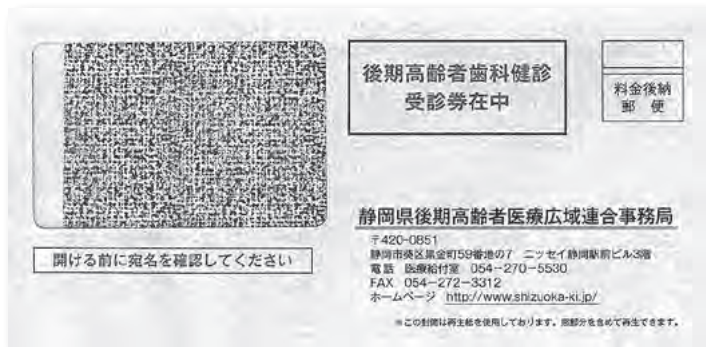 後期高齢者歯科健診
受診券在中
料金後納
郵便
静岡県後期高齢者医療広域連合事務局
〒420-0851
静岡市葵区黒金町59番地の7 ニッセイ静岡駅前ビル3階
電話 医療給付室 054-270-5530
FAX 054-272-3312
ホームページ http://www.shizuoka-ki.jp/
開ける前に宛名を確認してください
※この封筒は再生紙を使用しております。窓部分を含めて再生できます。